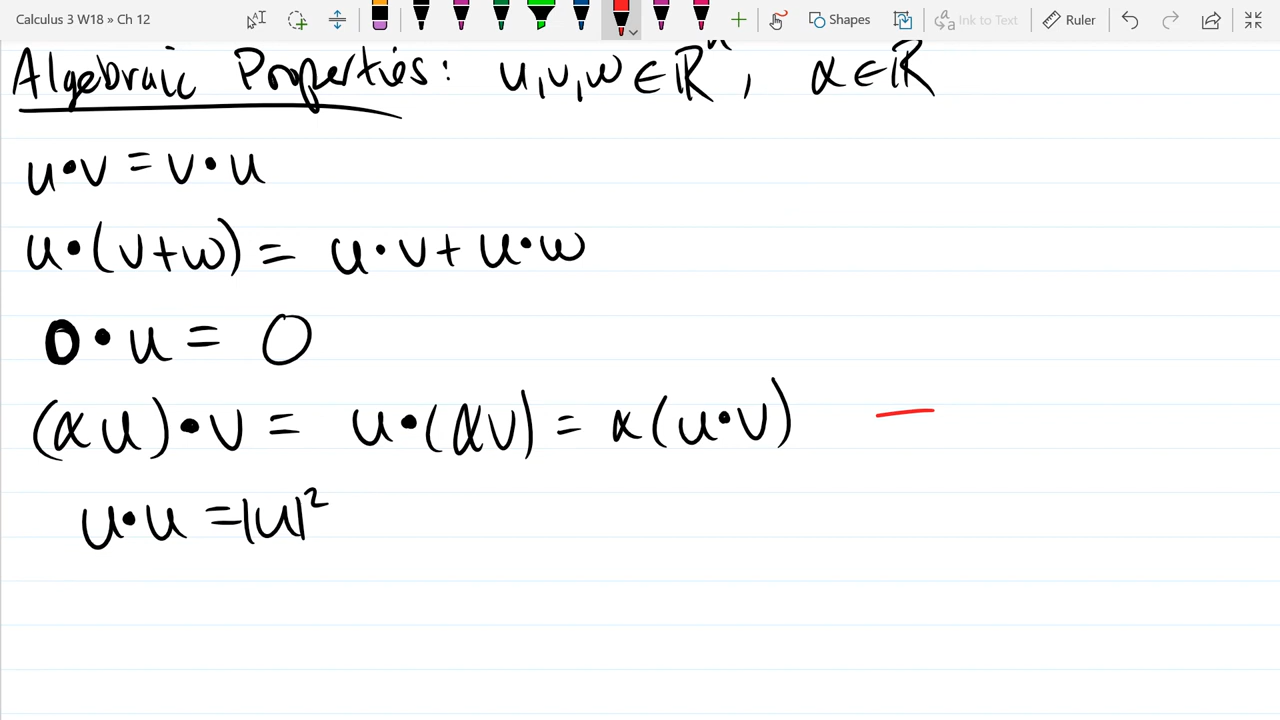 Calculus 3 W18 » Ch 12
Shapes
Ink to Text
Ruler
Algebraic Properties: u,v,w ∈ ℝⁿ, α ∈ ℝ
u•v = v•u
u•(v+w) = u•v + u•w
0•u = 0
(αu)•v = u•(αv) = α(u•v)
u•u = |u|²